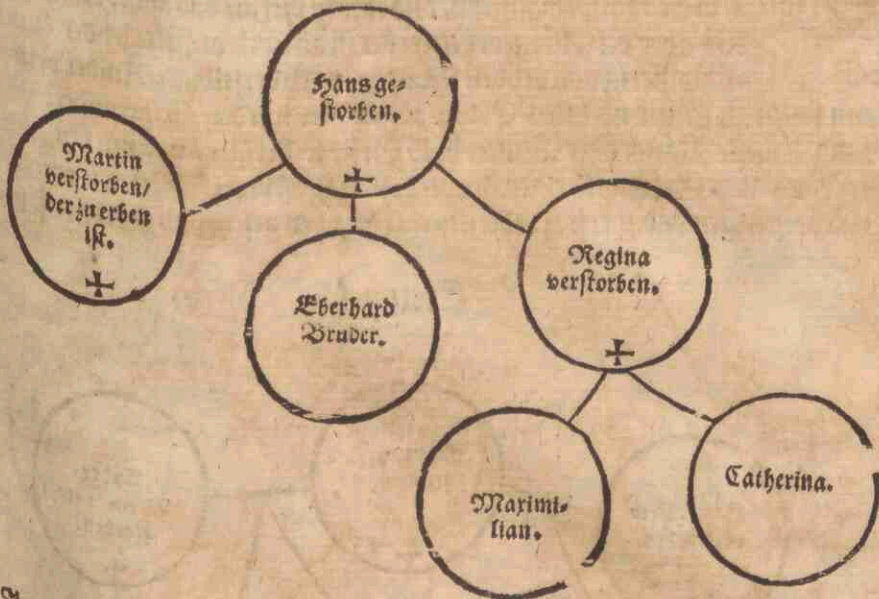 Hans ge⸗
ſtorben.
Martin
verſtorben/
der zu erben
iſt.
Eberhard
Bruder.
Regina
verſtorben.
Maximi⸗
lian.
Catherina.